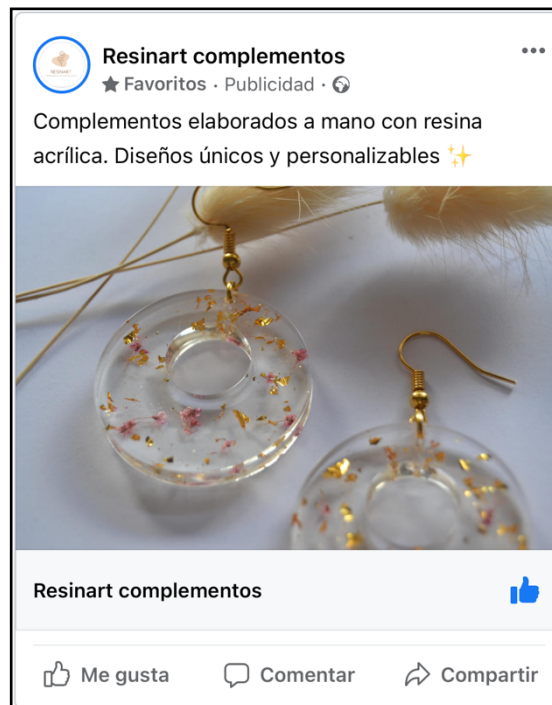 RESINART
Resinart complementos
Favoritos · Publicidad ·
Complementos elaborados a mano con resina
acrílica. Diseños únicos y personalizables ✨
Resinart complementos
Me gusta
Comentar
Compartir